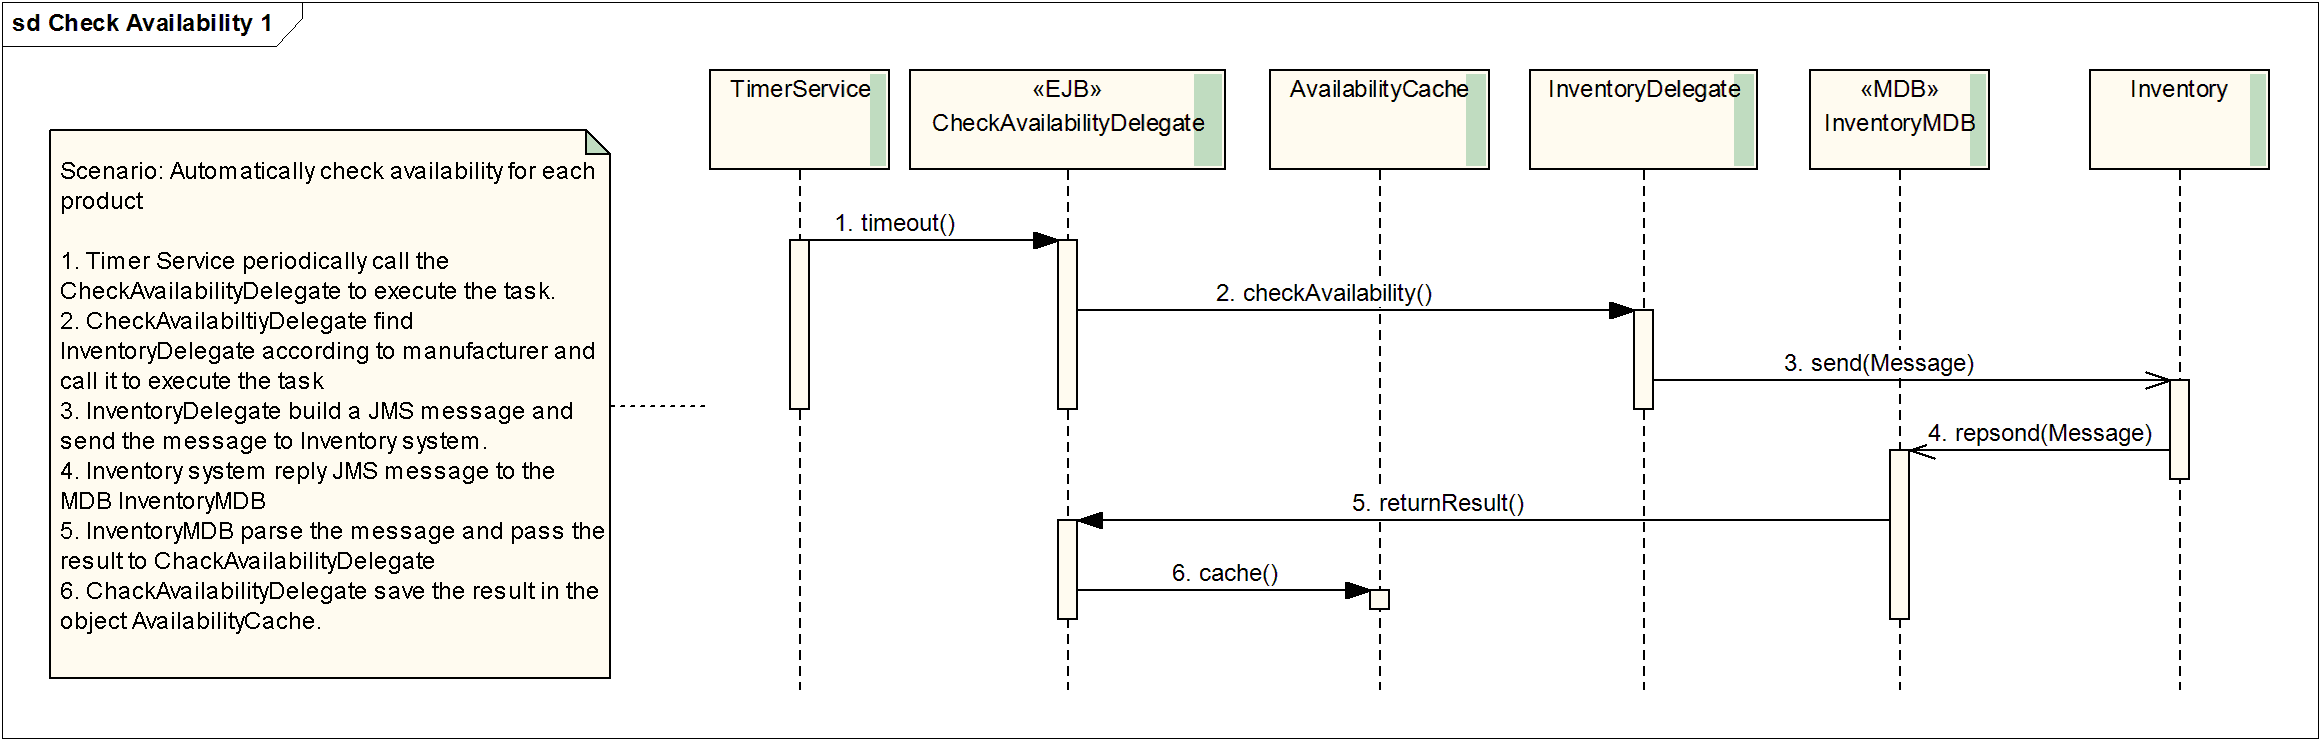 sd Check Availability 1
TimerService
«EJB»
CheckAvailabilityDelegate
AvailabilityCache
InventoryDelegate
«MDB»
InventoryMDB
Inventory
Scenario: Automatically check availability for each
product
1. Timer Service periodically call the
CheckAvailabilityDelegate to execute the task.
2. CheckAvailabiltiyDelegate find
InventoryDelegate according to manufacturer and
call it to execute the task
3. InventoryDelegate build a JMS message and
send the message to Inventory system.
4. Inventory system reply JMS message to the
MDB InventoryMDB
5. InventoryMDB parse the message and pass the
result to ChackAvailabilityDelegate
6. ChackAvailabilityDelegate save the result in the
object AvailabilityCache.
1. timeout()
2. checkAvailability()
3. send(Message)
4. repsond(Message)
5. returnResult()
6. cache()